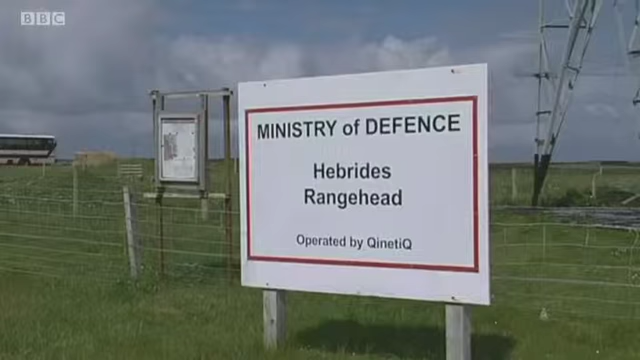 BBC
MINISTRY of DEFENCE
Hebrides
Rangehead
Operated by QinetiQ